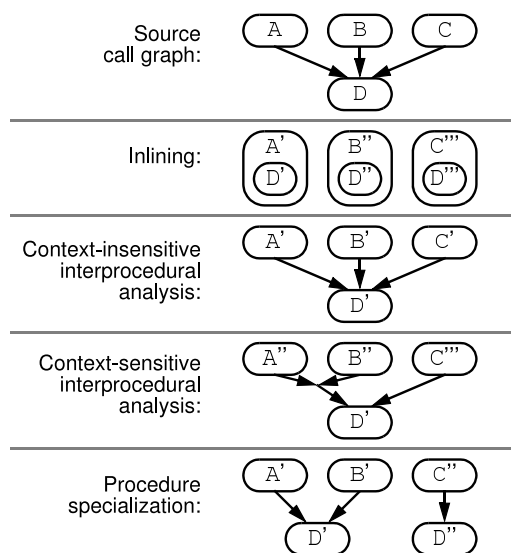 Source
call graph:
A B C
D
Inlining:
A' B'' C'''
D' D'' D'''
Context-insensitive
interprocedural
analysis:
A' B' C'
D'
Context-sensitive
interprocedural
analysis:
A'' B'' C'''
D'
Procedure
specialization:
A' B' C''
D' D''